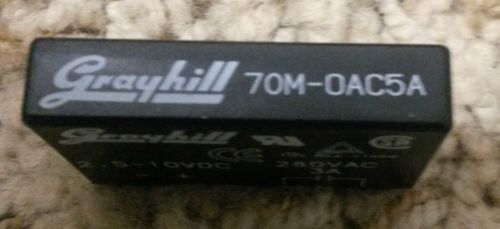 Grayhill 70M-OAC5A
Grayhill
2.5-10VDC 280VAC
- + 3A